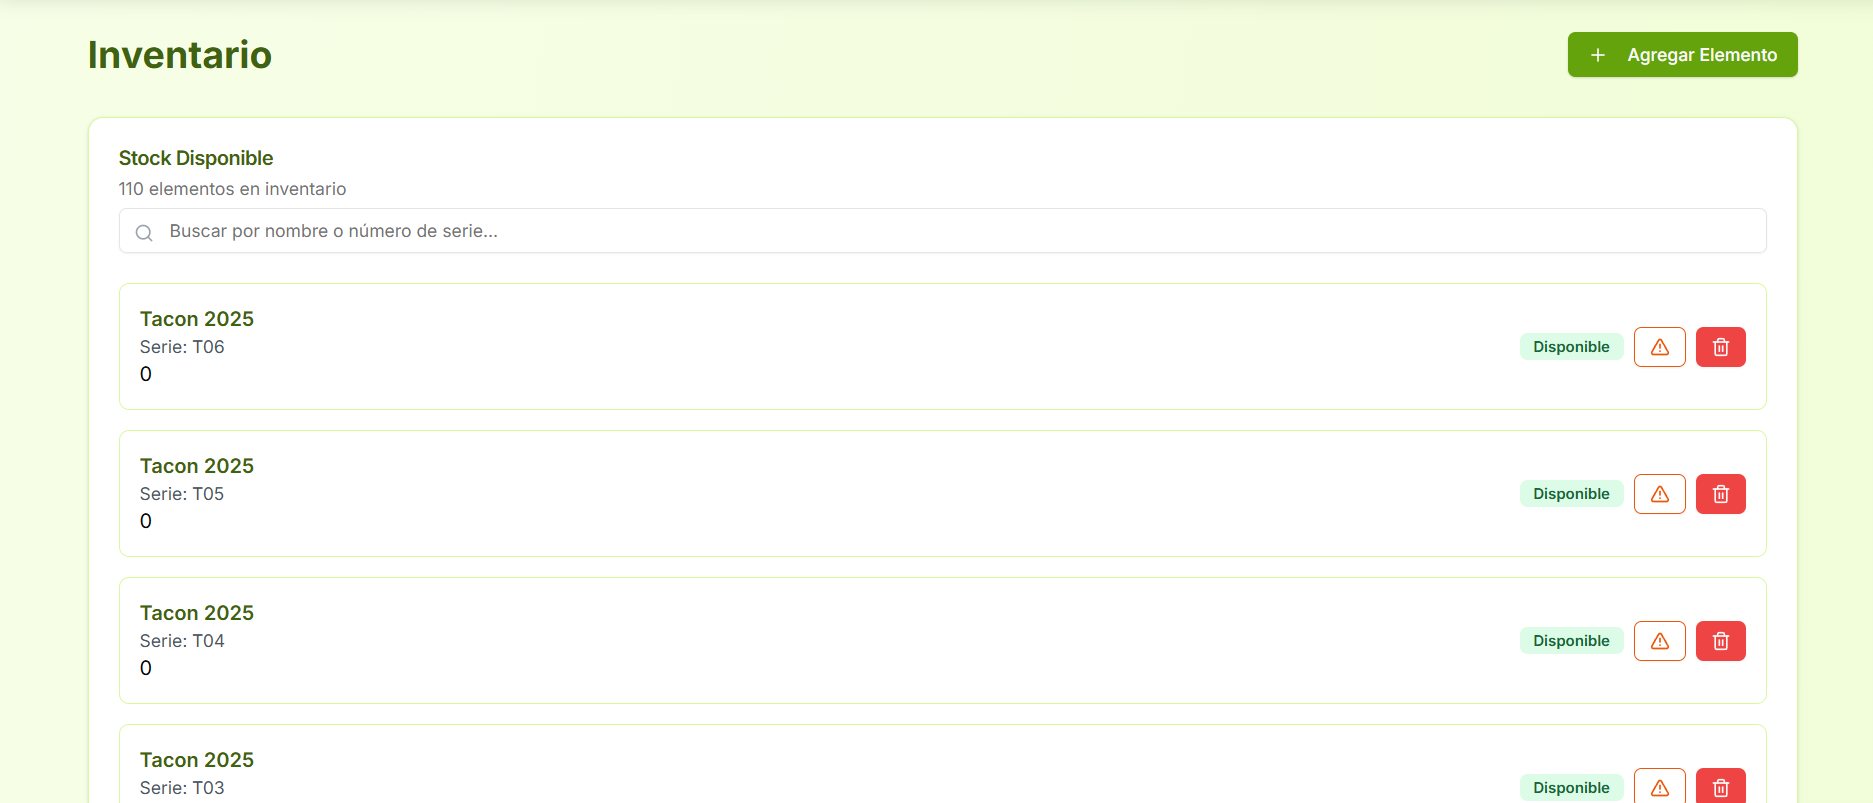 Inventario
Agregar Elemento
Stock Disponible
110 elementos en inventario
Buscar por nombre o número de serie...
Tacon 2025
Serie: T06
0
Disponible
Tacon 2025
Serie: T05
0
Disponible
Tacon 2025
Serie: T04
0
Disponible
Tacon 2025
Serie: T03
Disponible